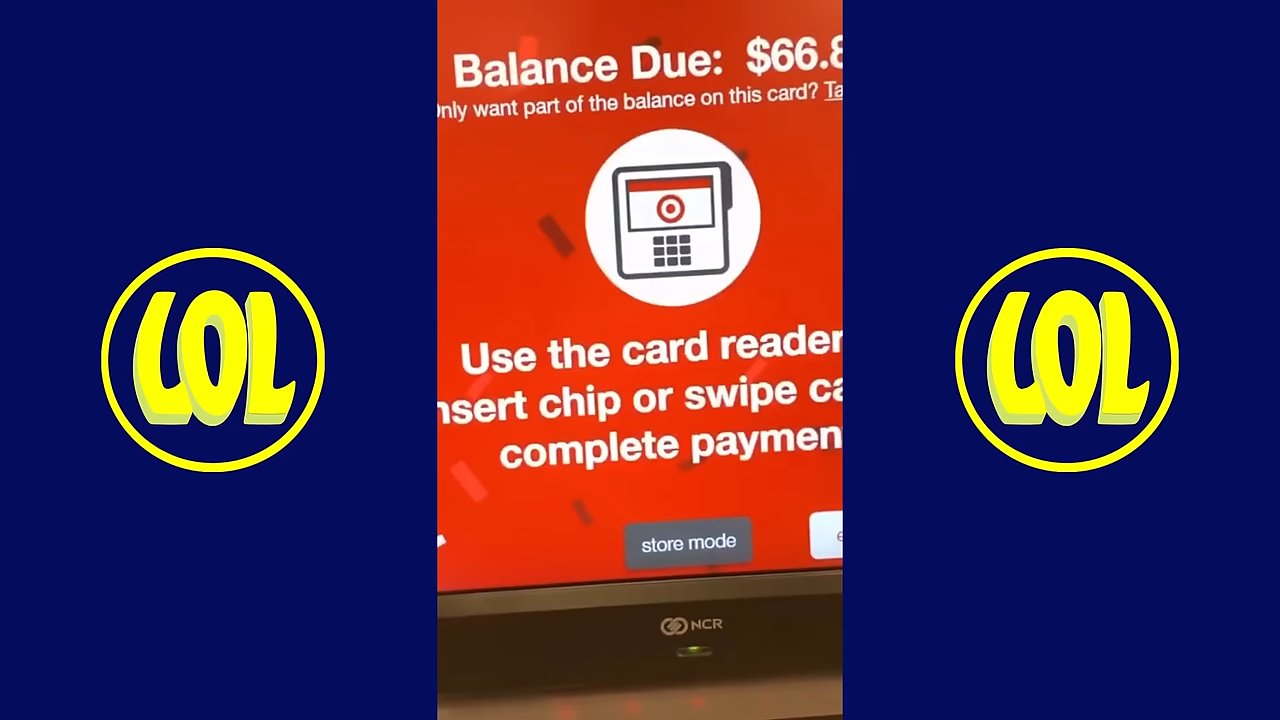 Balance Due: $66.8
Only want part of the balance on this card? Ta
LOL
LOL
Use the card reader
nsert chip or swipe ca
complete paymen
store mode
NCR